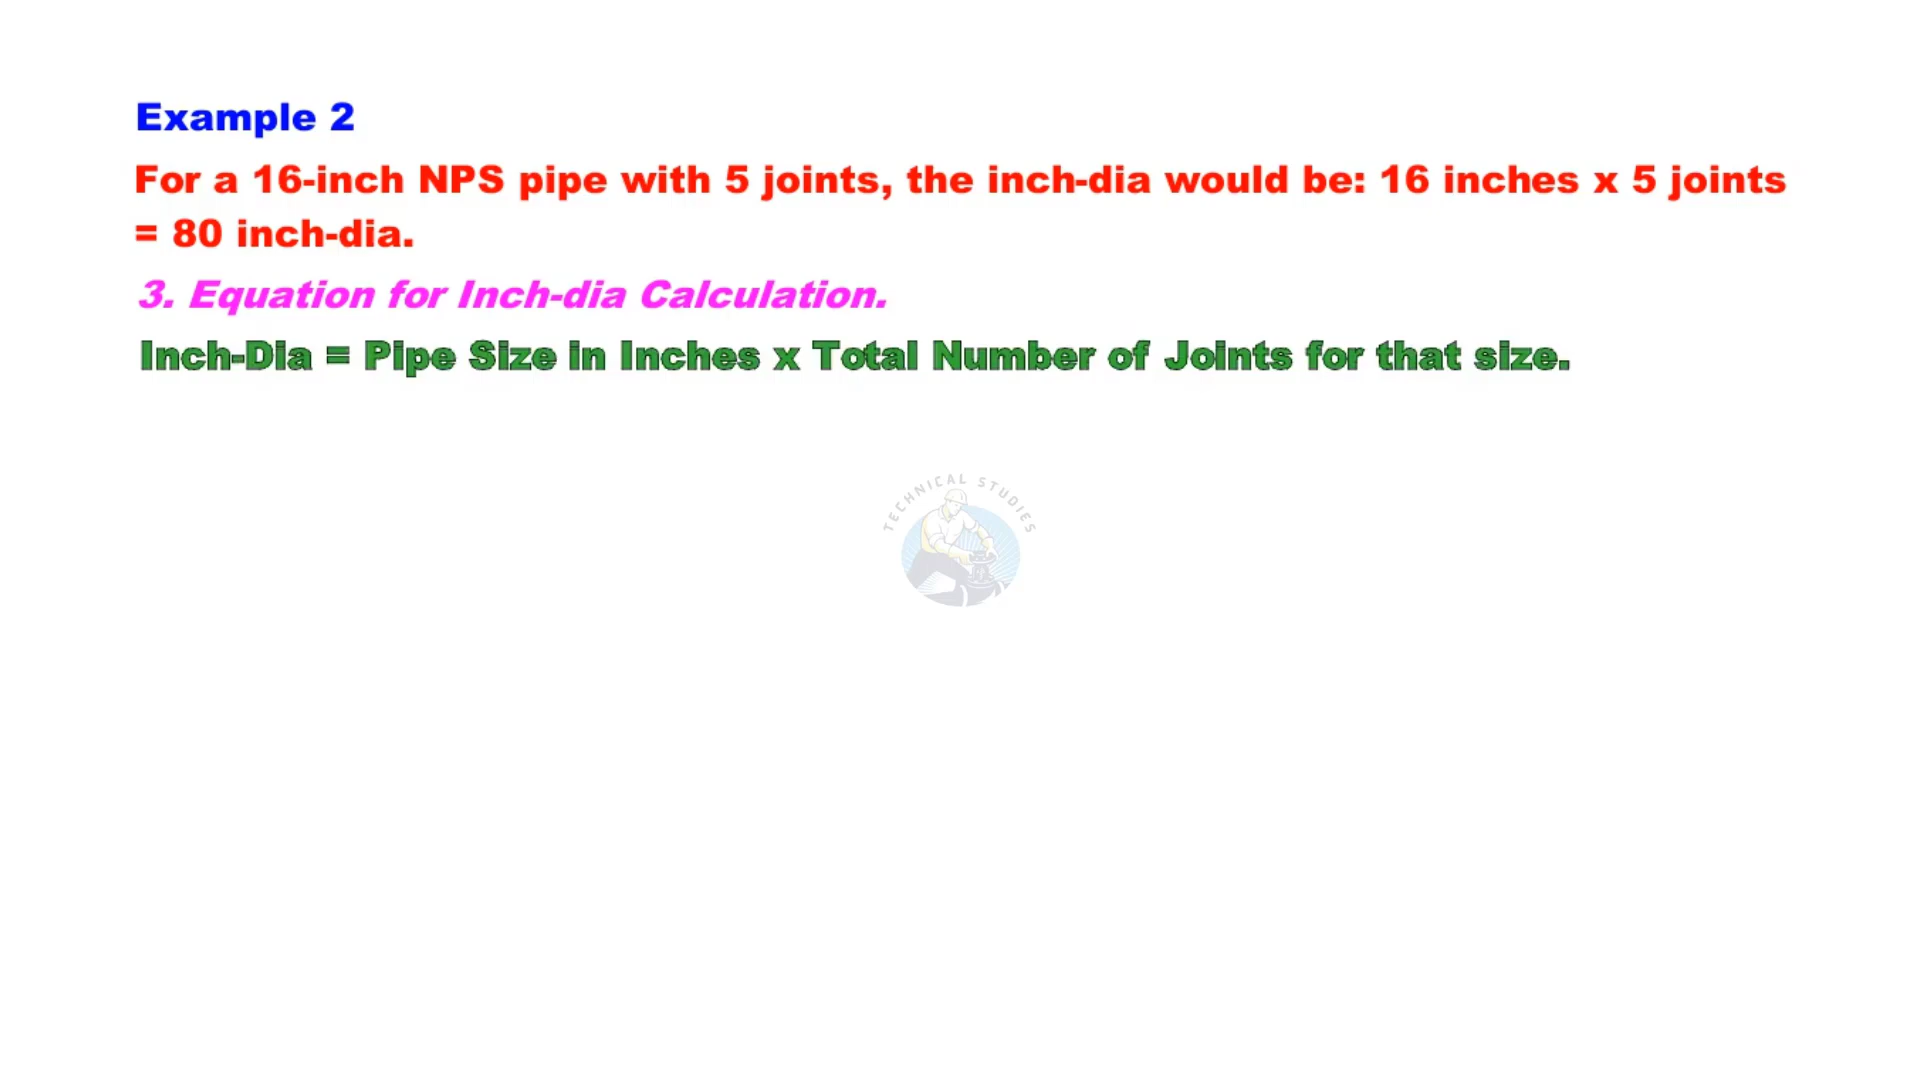 Example 2
For a 16-inch NPS pipe with 5 joints, the inch-dia would be: 16 inches x 5 joints
= 80 inch-dia.
3. Equation for Inch-dia Calculation.
Inch-Dia = Pipe Size in Inches x Total Number of Joints for that size.
TECHNICAL STUDIES